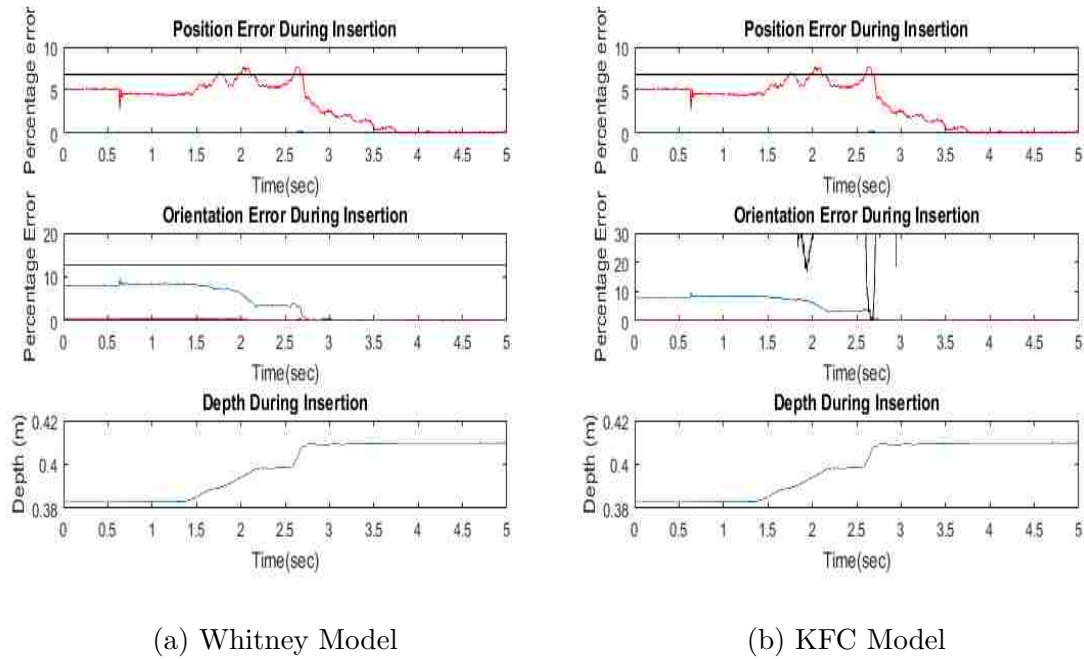 Position Error During Insertion
Percentage error
10
5
0
0 0.5 1 1.5 2 2.5 3 3.5 4 4.5 5
Time(sec)
Orientation Error During Insertion
Percentage Error
20
10
0
0 0.5 1 1.5 2 2.5 3 3.5 4 4.5 5
Time(sec)
Depth During Insertion
Depth (m)
0.42
0.4
0.38
0 0.5 1 1.5 2 2.5 3 3.5 4 4.5 5
Time(sec)
(a) Whitney Model
Position Error During Insertion
Percentage error
10
5
0
0 0.5 1 1.5 2 2.5 3 3.5 4 4.5 5
Time(sec)
Orientation Error During Insertion
Percentage Error
30
20
10
0
0 0.5 1 1.5 2 2.5 3 3.5 4 4.5 5
Time(sec)
Depth During Insertion
Depth (m)
0.42
0.4
0.38
0 0.5 1 1.5 2 2.5 3 3.5 4 4.5 5
Time(sec)
(b) KFC Model